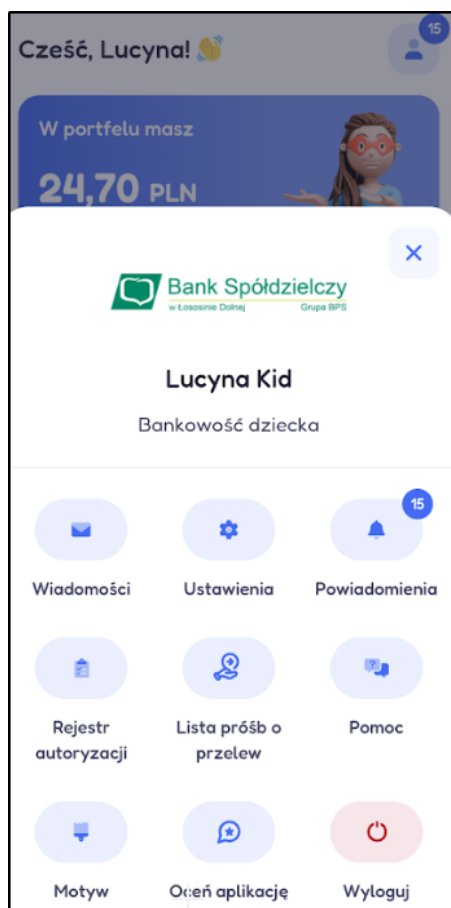 Cześć, Lucyna! 👋
15
W portfelu masz
24,70 PLN
Bank Spółdzielczy
w Łososinie Dolnej Grupa BPS
Lucyna Kid
Bankowość dziecka
15
Wiadomości Ustawienia Powiadomienia
Rejestr autoryzacji
Lista próśb o przelew
Pomoc
Motyw Oceń aplikację Wyloguj